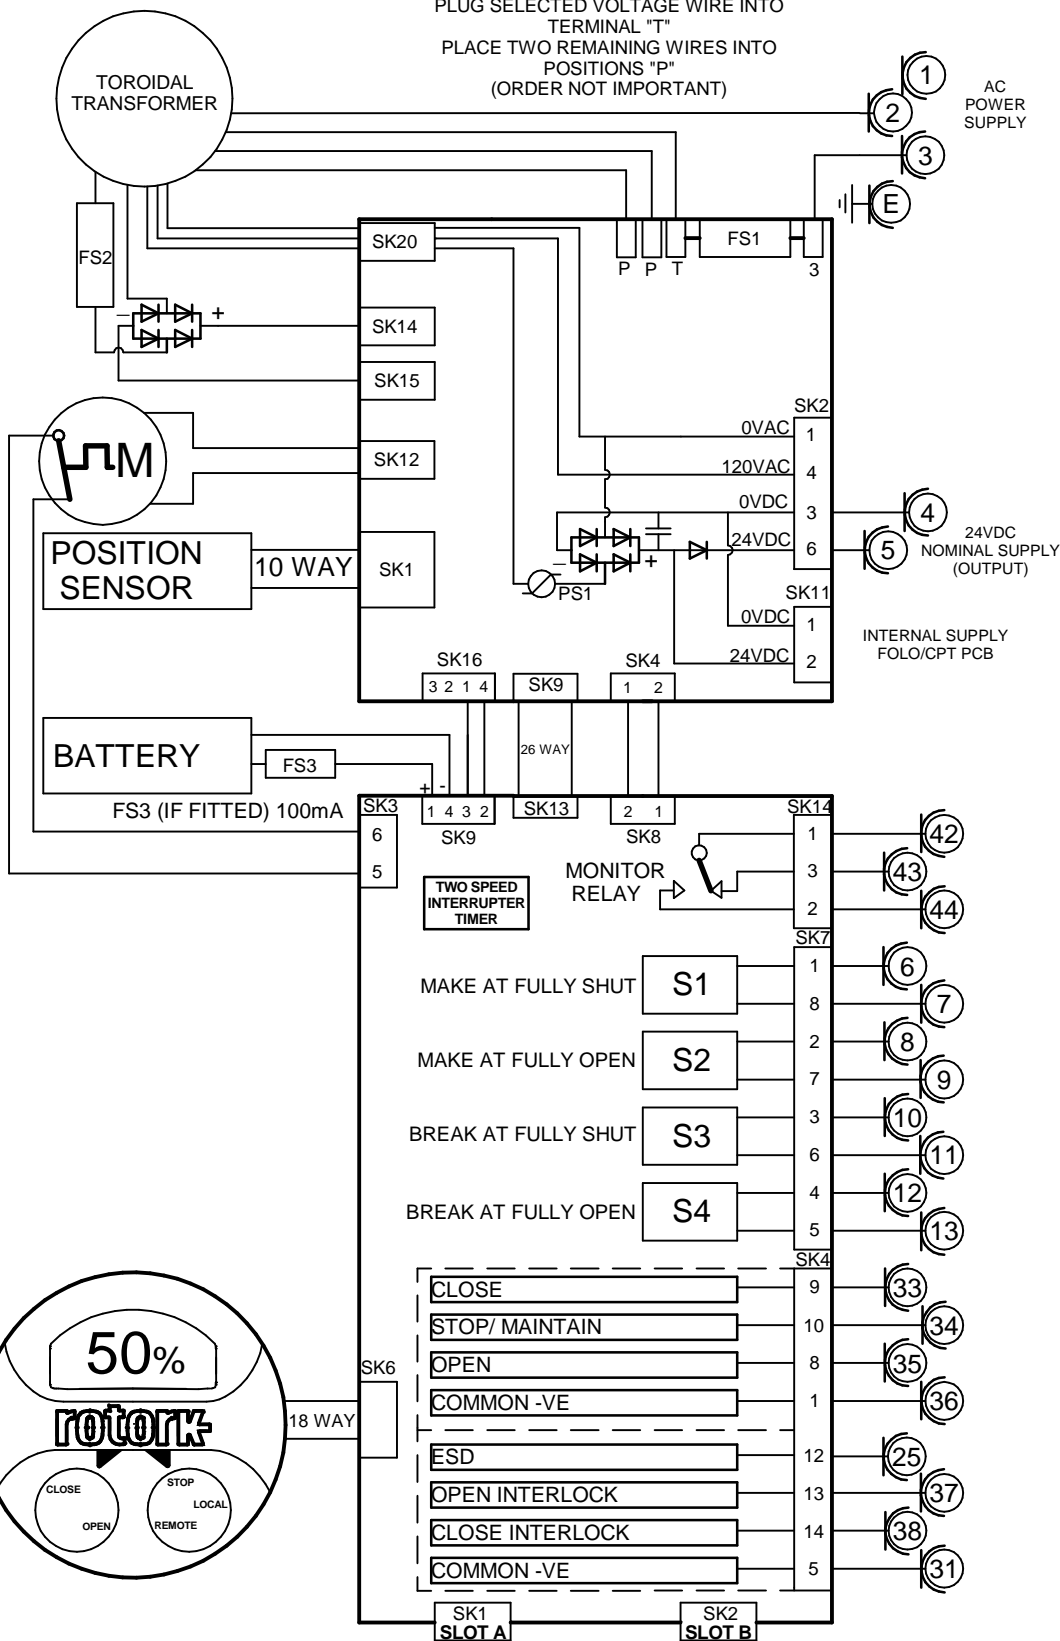 PLUG SELECTED VOLTAGE WIRE INTO
TERMINAL "T"
PLACE TWO REMAINING WIRES INTO
POSITIONS "P"
(ORDER NOT IMPORTANT)
TOROIDAL
TRANSFORMER
1
2
3
E
AC
POWER
SUPPLY
FS2
SK20
P P T
FS1
3
− +
SK14
SK15
SK12
M
POSITION
SENSOR
10 WAY
SK1
SK2
0VAC 1
120VAC 4
0VDC 3
24VDC 6
4
5
24VDC
NOMINAL SUPPLY
(OUTPUT)
− +
PS1
SK11
0VDC 1
24VDC 2
INTERNAL SUPPLY
FOLO/CPT PCB
SK16
3 2 1 4
SK9
SK4
1 2
BATTERY
FS3
26 WAY
FS3 (IF FITTED) 100mA
+ -
SK3
6
5
1 4 3 2
SK9
SK13
2 1
SK8
SK14
1 42
3 43
2 44
TWO SPEED
INTERRUPTER
TIMER
MONITOR
RELAY
SK7
MAKE AT FULLY SHUT S1
1 6
8 7
MAKE AT FULLY OPEN S2
2 8
7 9
BREAK AT FULLY SHUT S3
3 10
6 11
BREAK AT FULLY OPEN S4
4 12
5 13
SK4
CLOSE 9 33
STOP/ MAINTAIN 10 34
OPEN 8 35
COMMON -VE 1 36
ESD 12 25
OPEN INTERLOCK 13 37
CLOSE INTERLOCK 14 38
COMMON -VE 5 31
50%
rotork
CLOSE
OPEN
STOP
LOCAL
REMOTE
18 WAY
SK6
SK1
SLOT A
SK2
SLOT B